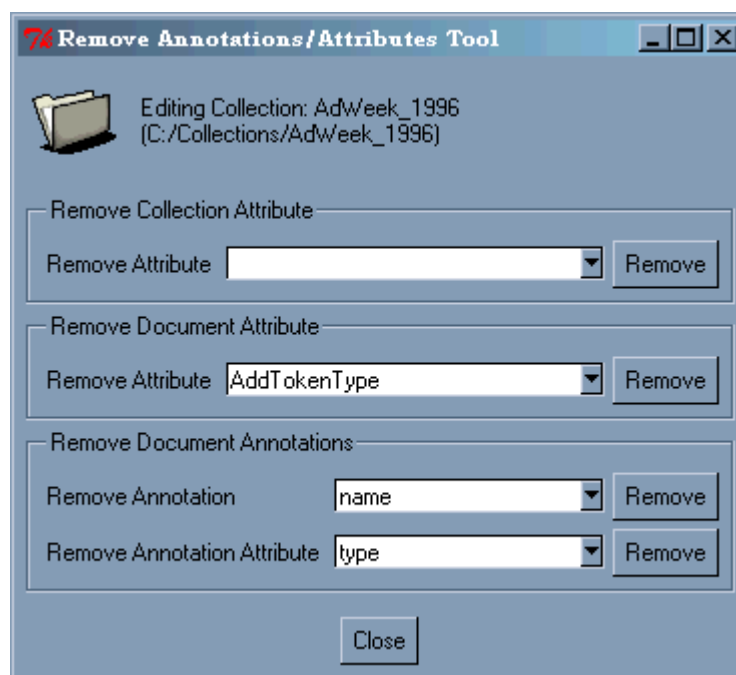 Remove Annotations/Attributes Tool
Editing Collection: AdWeek_1996
(C:/Collections/AdWeek_1996)
Remove Collection Attribute
Remove Attribute Remove
Remove Document Attribute
Remove Attribute AddTokenType Remove
Remove Document Annotations
Remove Annotation name Remove
Remove Annotation Attribute type Remove
Close